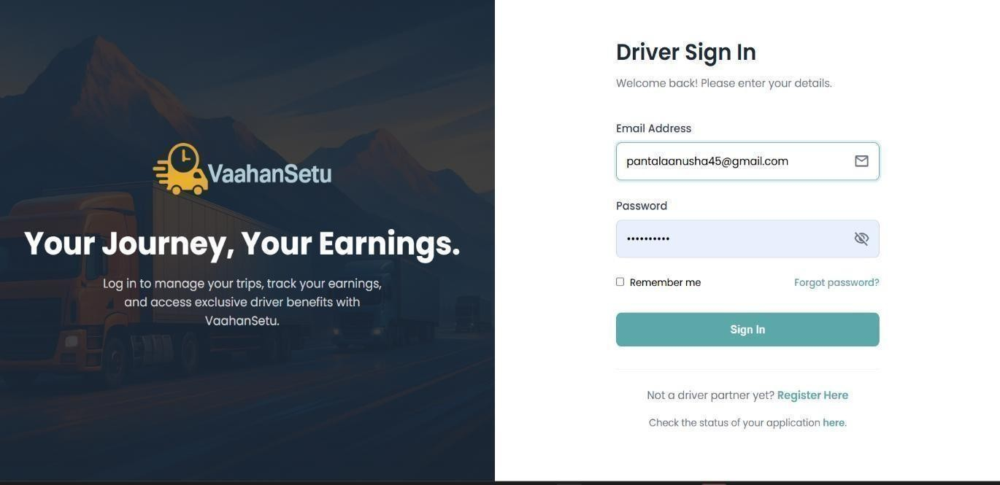 VaahanSetu
Your Journey, Your Earnings.
Log in to manage your trips, track your earnings,
and access exclusive driver benefits with
VaahanSetu.
Driver Sign In
Welcome back! Please enter your details.
Email Address
pantalaanusha45@gmail.com
Password
••••••••••
Remember me
Forgot password?
Sign In
Not a driver partner yet? Register Here
Check the status of your application here.